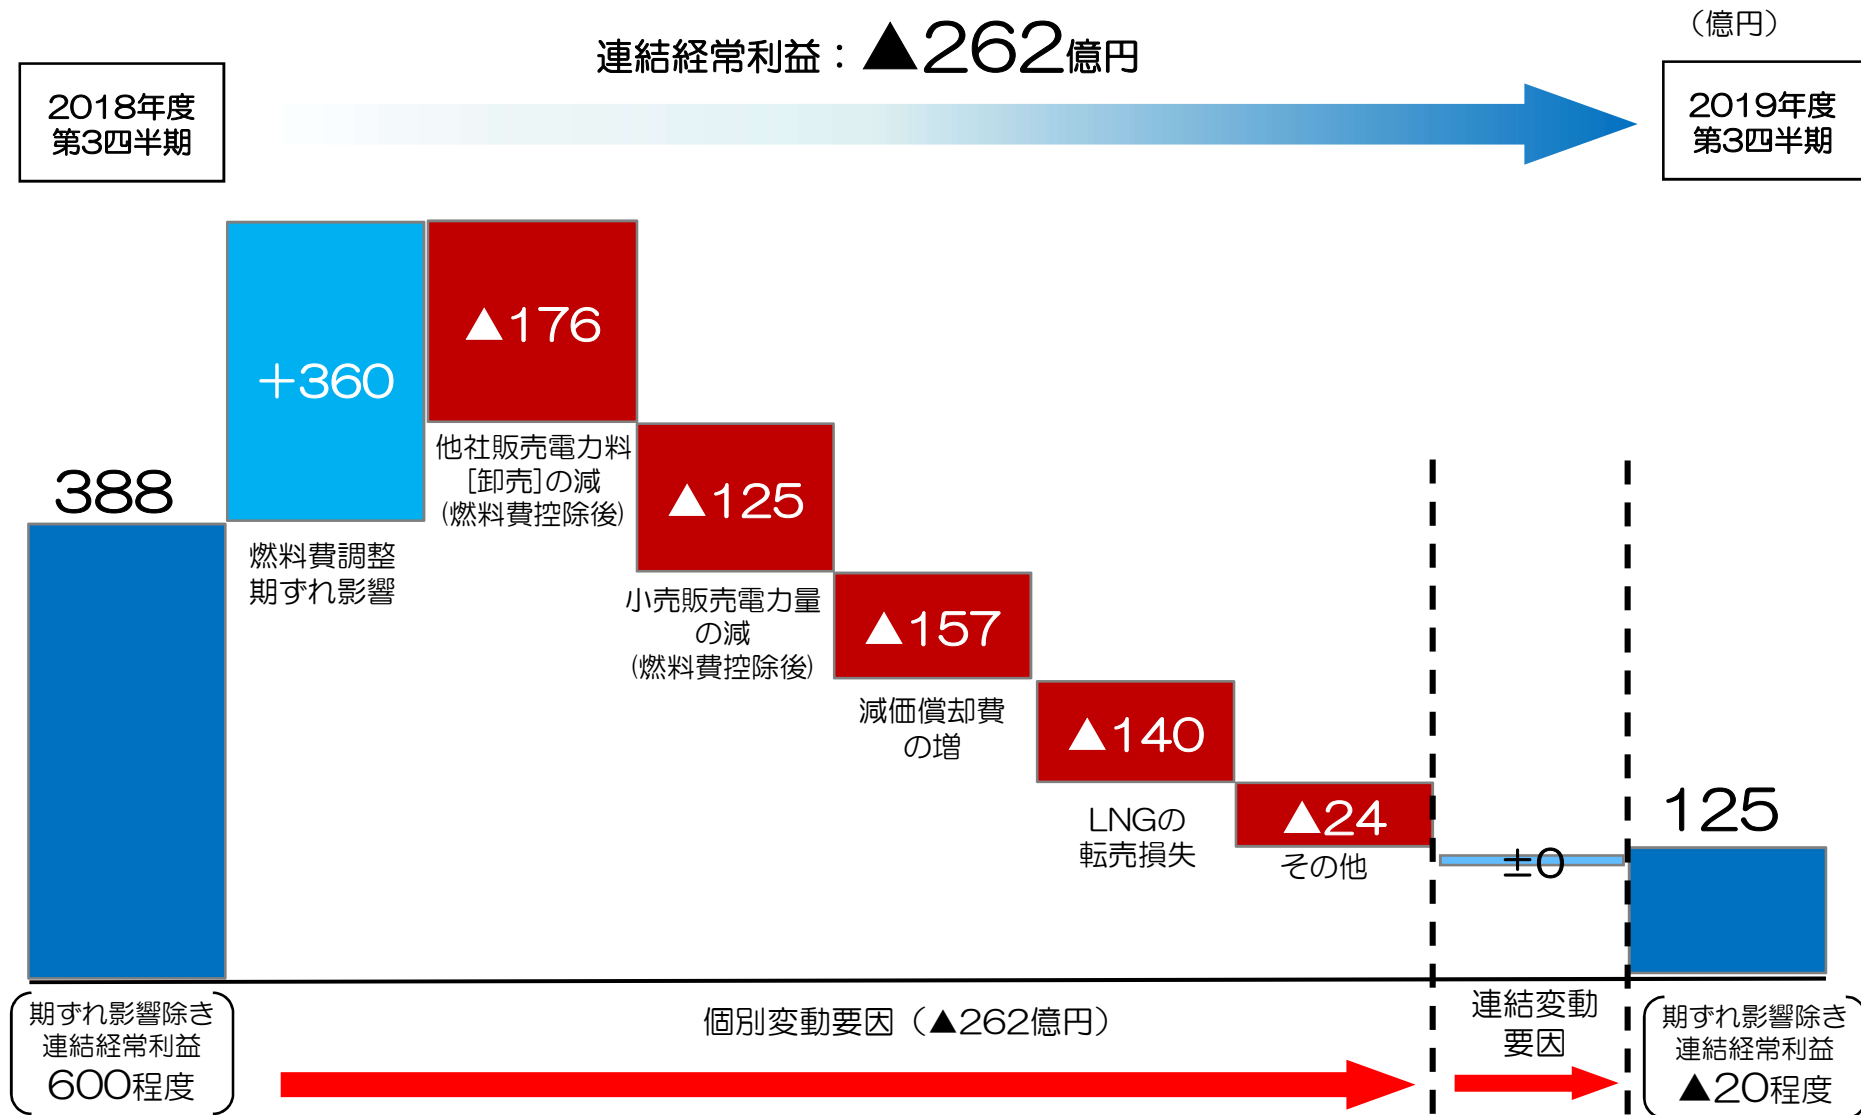 （億円）
連結経常利益：▲262億円
2018年度
第3四半期
2019年度
第3四半期
388
＋360
燃料費調整
期ずれ影響
▲176
他社販売電力料
［卸売］の減
（燃料費控除後）
▲125
小売販売電力量
の減
（燃料費控除後）
▲157
減価償却費
の増
▲140
LNGの
転売損失
▲24
その他
±0
125
期ずれ影響除き
連結経常利益
600程度
個別変動要因（▲262億円）
連結変動
要因
期ずれ影響除き
連結経常利益
▲20程度